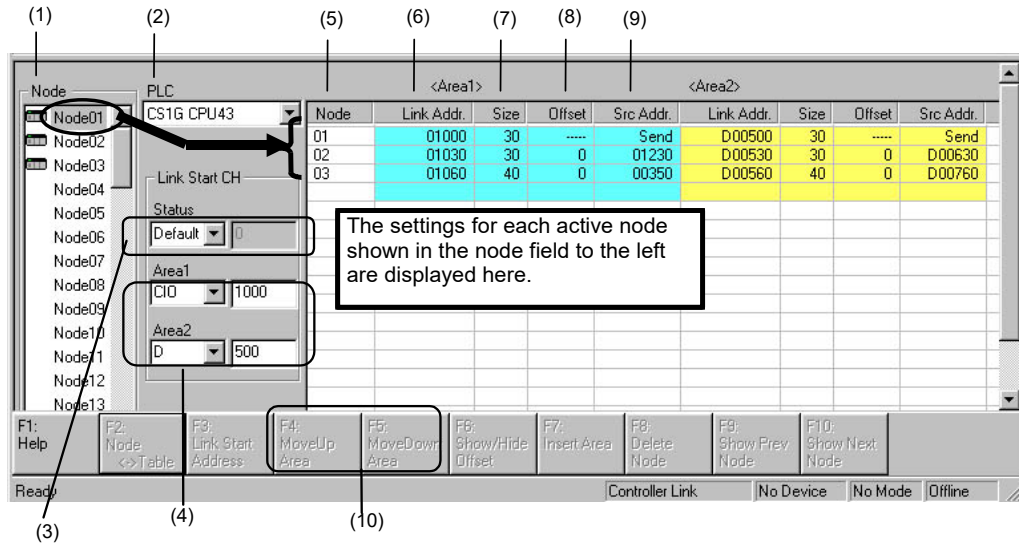 (1) (2) (5) (6) (7) (8) (9)
Node PLC <Area1> <Area2>
Node01 CS1G CPU43 Node Link Addr. Size Offset Src Addr. Link Addr. Size Offset Src Addr.
Node02 01 01000 30 ----- Send D00500 30 ----- Send
Node03 02 01030 30 0 01230 D00530 30 0 D00630
03 01060 40 0 00350 D00560 40 0 D00760
Node04 Link Start CH
Node05 Status
Node06 Default 0
Node07 Area1
Node08 CIO 1000
Node09
Node10 Area2
Node11 D 500
Node12
Node13
The settings for each active node
shown in the node field to the left
are displayed here.
F1: F2: F3: F4: F5: F6: F7: F8: F9: F10:
Help Node Link Start MoveUp MoveDown Show/Hide Insert Area Delete Show Prev Show Next
<->Table Address Area Area Offset Node Node Node
Ready Controller Link No Device No Mode Offline
(3) (4) (10)